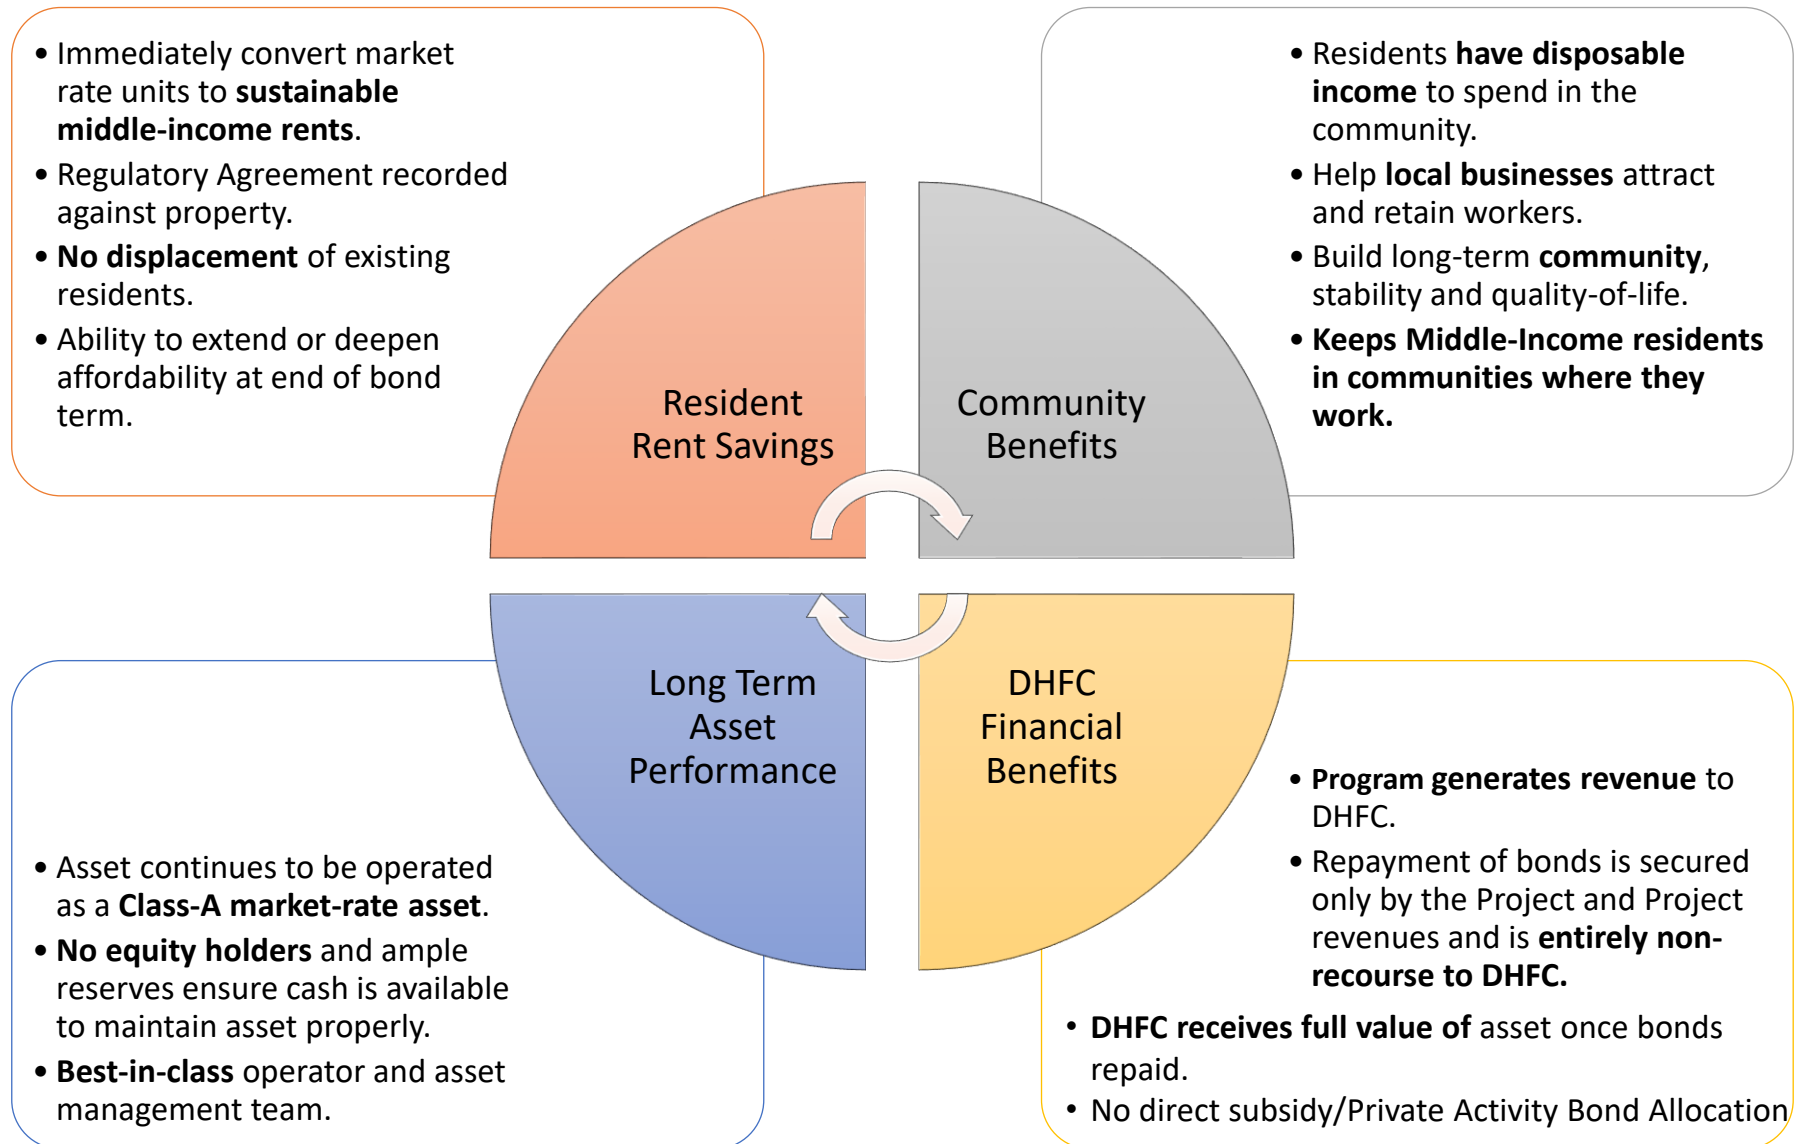 • Immediately convert market
rate units to sustainable
middle-income rents.
• Regulatory Agreement recorded
against property.
• No displacement of existing
residents.
• Ability to extend or deepen
affordability at end of bond
term.
• Residents have disposable
income to spend in the
community.
• Help local businesses attract
and retain workers.
• Build long-term community,
stability and quality-of-life.
• Keeps Middle-Income residents
in communities where they
work.
Resident
Rent Savings
Community
Benefits
Long Term
Asset
Performance
DHFC
Financial
Benefits
• Asset continues to be operated
as a Class-A market-rate asset.
• No equity holders and ample
reserves ensure cash is available
to maintain asset properly.
• Best-in-class operator and asset
management team.
• Program generates revenue to
DHFC.
• Repayment of bonds is secured
only by the Project and Project
revenues and is entirely non-
recourse to DHFC.
• DHFC receives full value of asset once bonds
repaid.
• No direct subsidy/Private Activity Bond Allocation